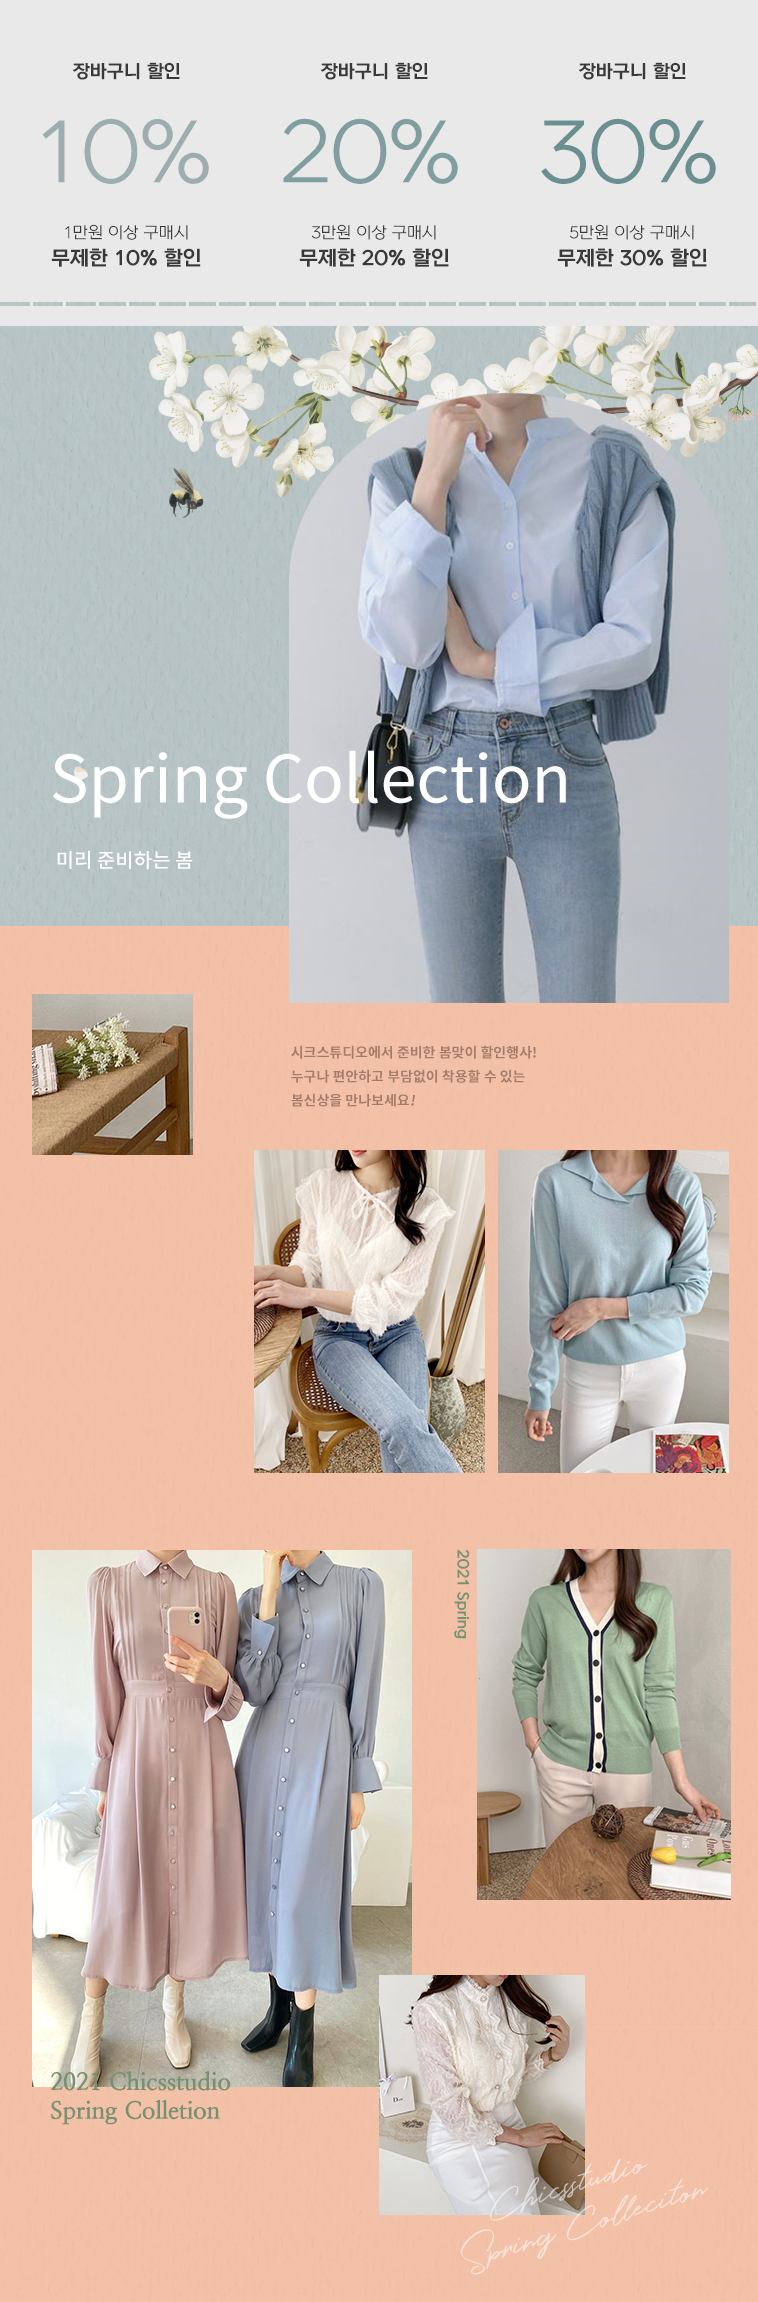 장바구니 할인
10%
1만원 이상 구매시
무제한 10% 할인
장바구니 할인
20%
3만원 이상 구매시
무제한 20% 할인
장바구니 할인
30%
5만원 이상 구매시
무제한 30% 할인
Spring Collection
미리 준비하는 봄
시크스튜디오에서 준비한 봄맞이 할인행사!
누구나 편안하고 부담없이 착용할 수 있는
봄신상을 만나보세요!
2021 Spring
2021 Chicsstudio
Spring Colletion
Chicsstudio
Spring Colleciton